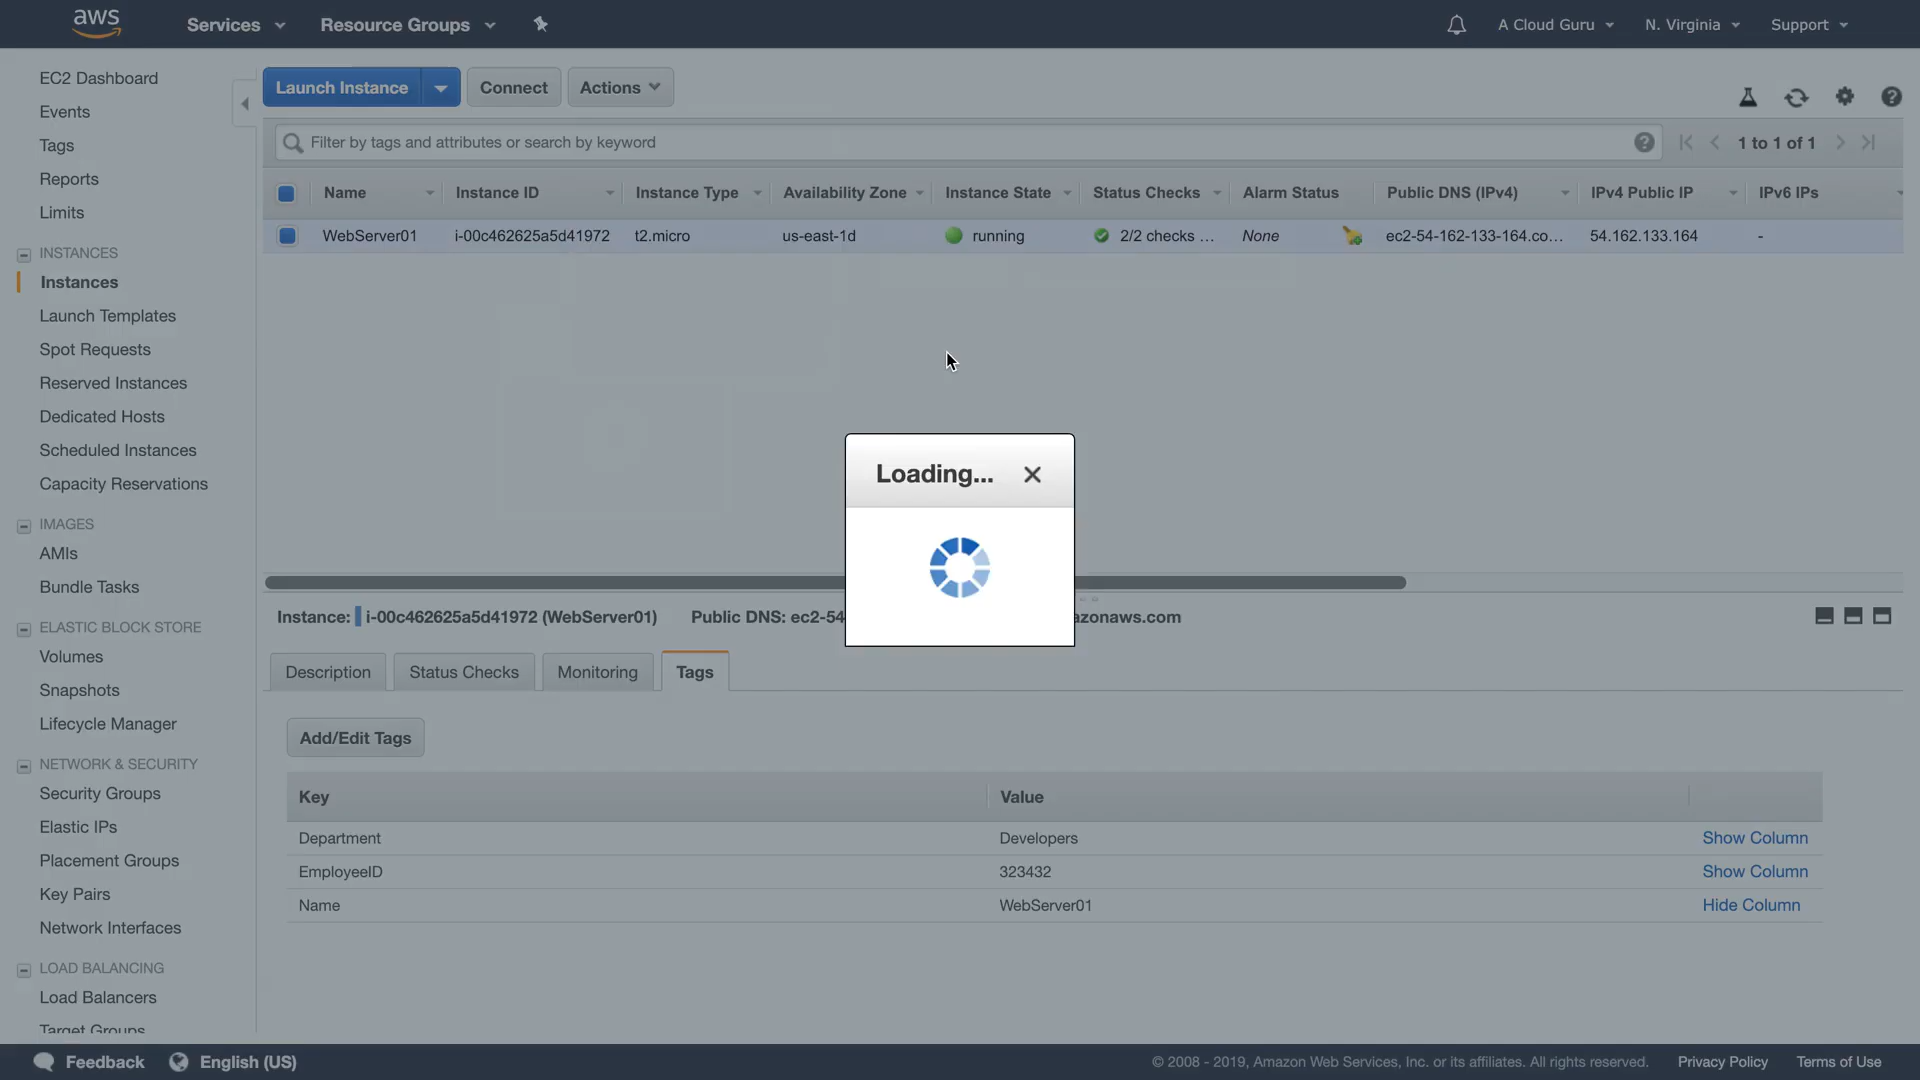 aws Services Resource Groups A Cloud Guru N. Virginia Support
EC2 Dashboard
Events
Tags
Reports
Limits
INSTANCES
Instances
Launch Templates
Spot Requests
Reserved Instances
Dedicated Hosts
Scheduled Instances
Capacity Reservations
IMAGES
AMIs
Bundle Tasks
ELASTIC BLOCK STORE
Volumes
Snapshots
Lifecycle Manager
NETWORK & SECURITY
Security Groups
Elastic IPs
Placement Groups
Key Pairs
Network Interfaces
LOAD BALANCING
Load Balancers
Target Groups
Launch Instance Connect Actions
Filter by tags and attributes or search by keyword 1 to 1 of 1
Name Instance ID Instance Type Availability Zone Instance State Status Checks Alarm Status Public DNS (IPv4) IPv4 Public IP IPv6 IPs
WebServer01 i-00c462625a5d41972 t2.micro us-east-1d running 2/2 checks ... None ec2-54-162-133-164.co... 54.162.133.164 -
Loading...
Instance: i-00c462625a5d41972 (WebServer01) Public DNS: ec2-54 azonaws.com
Description Status Checks Monitoring Tags
Add/Edit Tags
Key Value
Department Developers Show Column
EmployeeID 323432 Show Column
Name WebServer01 Hide Column
Feedback English (US) © 2008 - 2019, Amazon Web Services, Inc. or its affiliates. All rights reserved. Privacy Policy Terms of Use